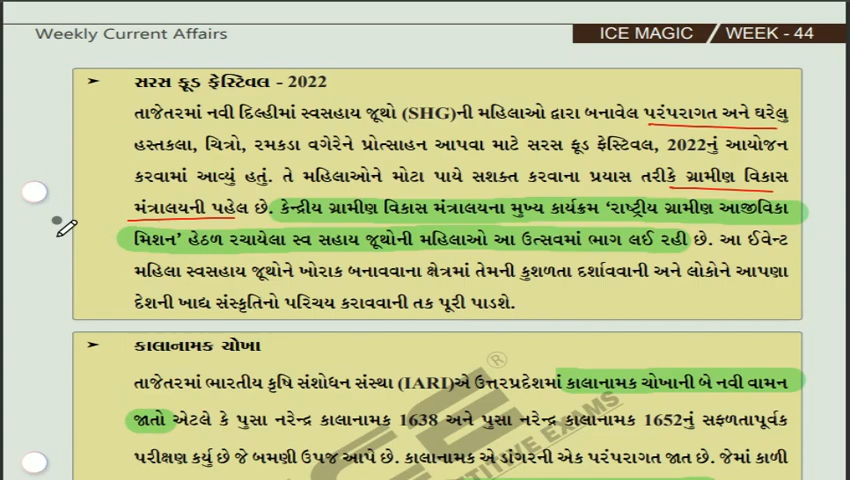 Weekly Current Affairs
ICE MAGIC / WEEK - 44
➤ સરસ ફૂડ ફેસ્ટિવલ - 2022
તાજેતરમાં નવી દિલ્હીમાં સ્વસહાય જૂથો (SHG)ની મહિલાઓ દ્વારા બનાવેલ પરંપરાગત અને ઘરેલુ
હસ્તકલા, ચિત્રો, રમકડા વગેરેને પ્રોત્સાહન આપવા માટે સરસ ફૂડ ફેસ્ટિવલ, 2022નું આયોજન
કરવામાં આવ્યું હતું. તે મહિલાઓને મોટા પાયે સશક્ત કરવાના પ્રયાસ તરીકે ગ્રામીણ વિકાસ
મંત્રાલયની પહેલ છે. કેન્દ્રીય ગ્રામીણ વિકાસ મંત્રાલયના મુખ્ય કાર્યક્રમ ‘રાષ્ટ્રીય ગ્રામીણ આજીવિકા
મિશન’ હેઠળ રચાયેલા સ્વ સહાય જૂથોની મહિલાઓ આ ઉત્સવમાં ભાગ લઈ રહી છે. આ ઈવેન્ટ
મહિલા સ્વસહાય જૂથોને ખોરાક બનાવવાના ક્ષેત્રમાં તેમની કુશળતા દર્શાવવાની અને લોકોને આપણા
દેશની ખાદ્ય સંસ્કૃતિનો પરિચય કરાવવાની તક પૂરી પાડશે.
➤ કાલાનામક ચોખા
તાજેતરમાં ભારતીય કૃષિ સંશોધન સંસ્થા (IARI)એ ઉત્તરપ્રદેશમાં કાલાનામક ચોખાની બે નવી વામન
જાતો એટલે કે પુસા નરેન્દ્ર કાલાનામક 1638 અને પુસા નરેન્દ્ર કાલાનામક 1652નું સફળતાપૂર્વક
પરીક્ષણ કર્યુ છે જે બમણી ઉપજ આપે છે. કાલાનામક એ ડાંગરની એક પરંપરાગત જાત છે. જેમાં કાળી